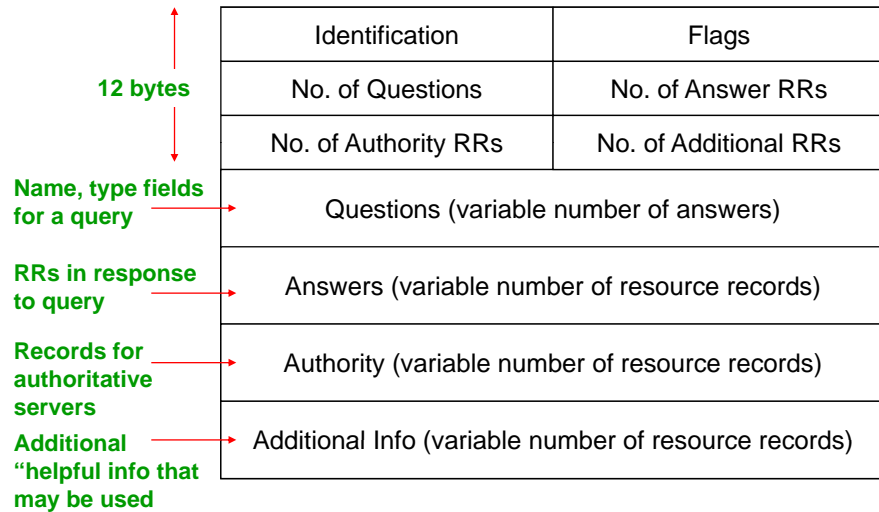 Identification
Flags
12 bytes
No. of Questions
No. of Answer RRs
No. of Authority RRs
No. of Additional RRs
Name, type fields
for a query
Questions (variable number of answers)
RRs in response
to query
Answers (variable number of resource records)
Records for
authoritative
servers
Authority (variable number of resource records)
Additional
“helpful info that
may be used
Additional Info (variable number of resource records)